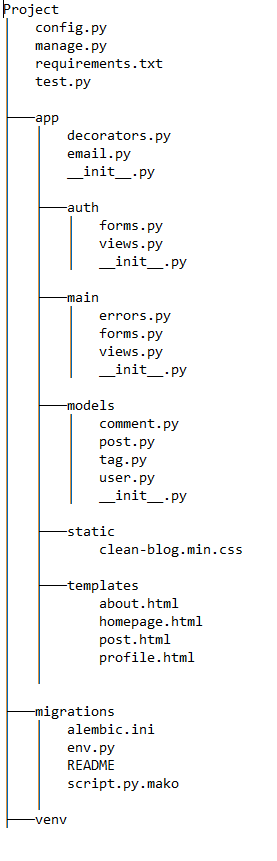 Project
config.py
manage.py
requirements.txt
test.py
app
decorators.py
email.py
__init__.py
auth
forms.py
views.py
__init__.py
main
errors.py
forms.py
views.py
__init__.py
models
comment.py
post.py
tag.py
user.py
__init__.py
static
clean-blog.min.css
templates
about.html
homepage.html
post.html
profile.html
migrations
alembic.ini
env.py
README
script.py.mako
venv